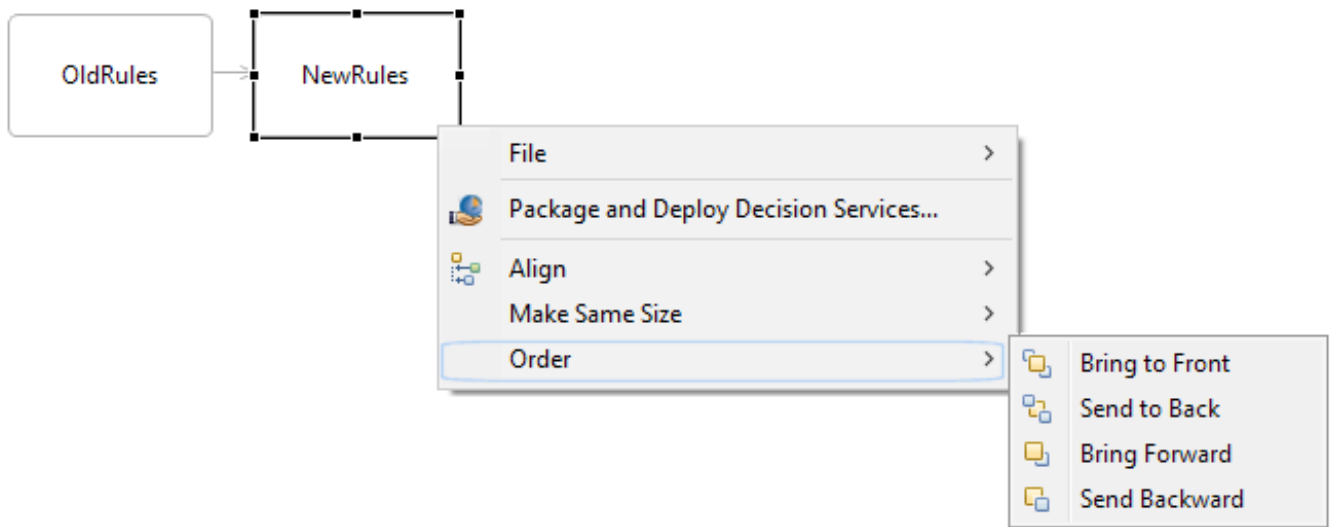 OldRules
NewRules
File
Package and Deploy Decision Services...
Align
Make Same Size
Order
Bring to Front
Send to Back
Bring Forward
Send Backward